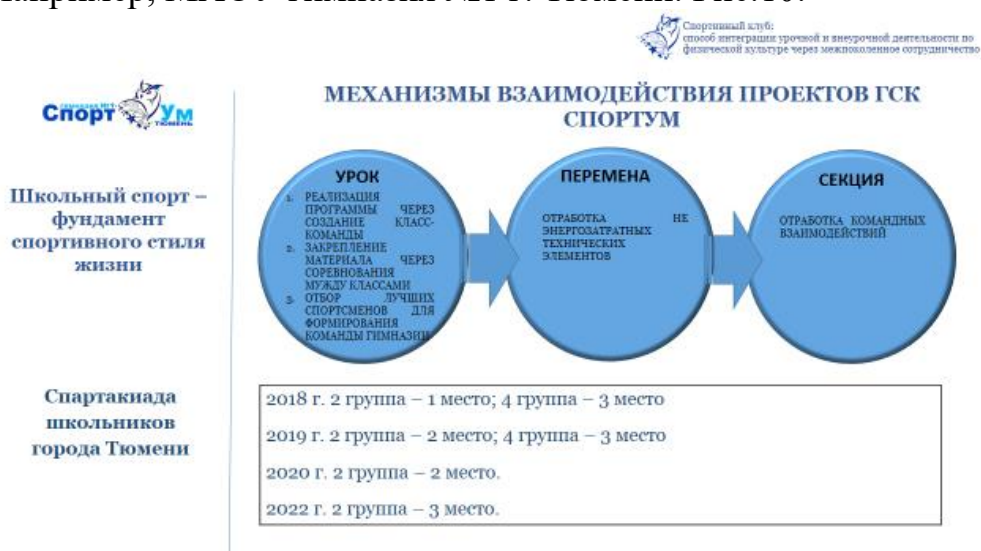 Спортивный клуб:
способ интеграции урочной и внеурочной деятельности по
физической культуре через межпоколенное сотрудничество
Спорт Ум
ТЮМЕНЬ
МЕХАНИЗМЫ ВЗАИМОДЕЙСТВИЯ ПРОЕКТОВ ГСК
СПОРТУМ
Школьный спорт –
фундамент
спортивного стиля
жизни
УРОК
1. РЕАЛИЗАЦИЯ
ПРОГРАММЫ ЧЕРЕЗ
СОЗДАНИЕ КЛАСС-
КОМАНДЫ
2. ЗАКРЕПЛЕНИЕ
МАТЕРИАЛА ЧЕРЕЗ
СОРЕВНОВАНИЯ
МУЖДУ КЛАССАМИ
3. ОТБОР ЛУЧШИХ
СПОРТСМЕНОВ ДЛЯ
ФОРМИРОВАНИЯ
КОМАНДЫ ГИМНАЗИИ
ПЕРЕМЕНА
ОТРАБОТКА НЕ
ЭНЕРГОЗАТРАТНЫХ
ТЕХНИЧЕСКИХ
ЭЛЕМЕНТОВ
СЕКЦИЯ
ОТРАБОТКА КОМАНДНЫХ
ВЗАИМОДЕЙСТВИЙ
Спартакиада
школьников
города Тюмени
2018 г. 2 группа – 1 место; 4 группа – 3 место
2019 г. 2 группа – 2 место; 4 группа – 3 место
2020 г. 2 группа – 2 место.
2022 г. 2 группа – 3 место.